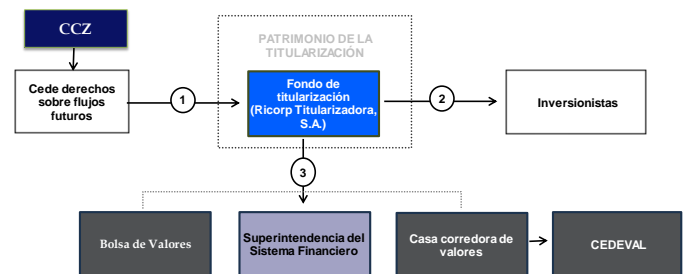 CCZ
PATRIMONIO DE LA
TITULARIZACIÓN
Cede derechos
sobre flujos
futuros
1
Fondo de
titularización
(Ricorp Titularizadora,
S.A.)
2
Inversionistas
3
Bolsa de Valores
Superintendencia del
Sistema Financiero
Casa corredora de
valores
CEDEVAL